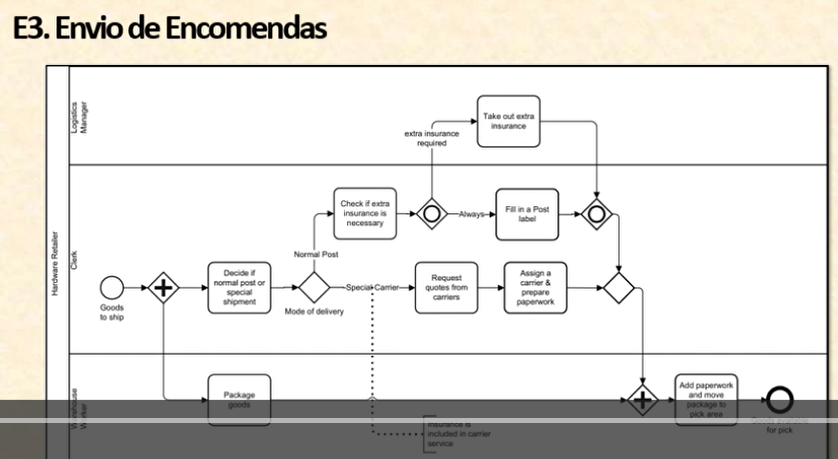 E3. Envio de Encomendas
Logistics
Manager
Take out extra
insurance
extra insurance
required
Hardware Retailer
Clerk
Check if extra
insurance is
necessary
Always
Fill in a Post
label
Normal Post
Goods
to ship
Decide if
normal post or
special
shipment
Mode of delivery
Special Carrier
Request
quotes from
carriers
Assign a
carrier &
prepare
paperwork
Warehouse
Worker
Package
goods
Add paperwork
and move
package to
pick area
Goods available
for pick
Insurance is
included in carrier
service